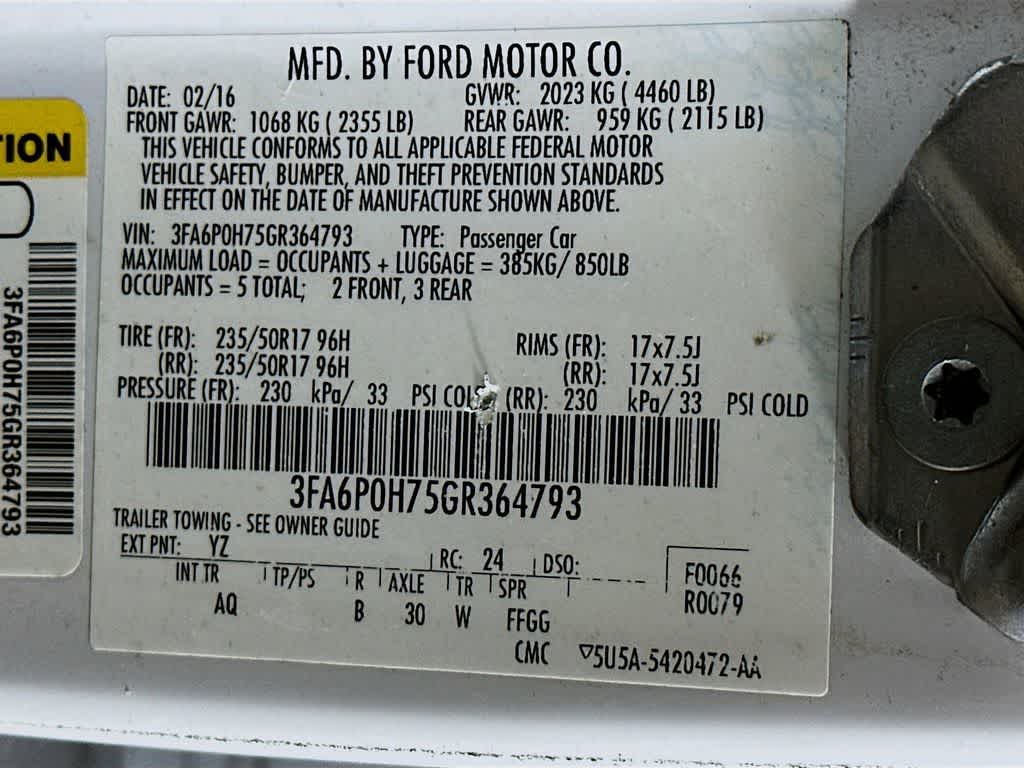 MFD. BY FORD MOTOR CO.
DATE: 02/16 GVWR: 2023 KG ( 4460 LB)
FRONT GAWR: 1068 KG ( 2355 LB) REAR GAWR: 959 KG ( 2115 LB)
THIS VEHICLE CONFORMS TO ALL APPLICABLE FEDERAL MOTOR
VEHICLE SAFETY, BUMPER, AND THEFT PREVENTION STANDARDS
IN EFFECT ON THE DATE OF MANUFACTURE SHOWN ABOVE.
VIN: 3FA6P0H75GR364793 TYPE: Passenger Car
MAXIMUM LOAD = OCCUPANTS + LUGGAGE = 385KG/ 850LB
OCCUPANTS = 5 TOTAL; 2 FRONT, 3 REAR
TIRE (FR): 235/50R17 96H RIMS (FR): 17x7.5J
(RR): 235/50R17 96H (RR): 17x7.5J
PRESSURE (FR): 230 kPa/ 33 PSI COLD (RR): 230 kPa/ 33 PSI COLD
3FA6P0H75GR364793
TRAILER TOWING - SEE OWNER GUIDE
EXT PNT: YZ RC: 24 DSO:
INT TR TP/PS R AXLE TR SPR F0066
AQ B 30 W FFGG R0079
CMC ▽5U5A-5420472-AA
TION
3FA6P0H75GR364793